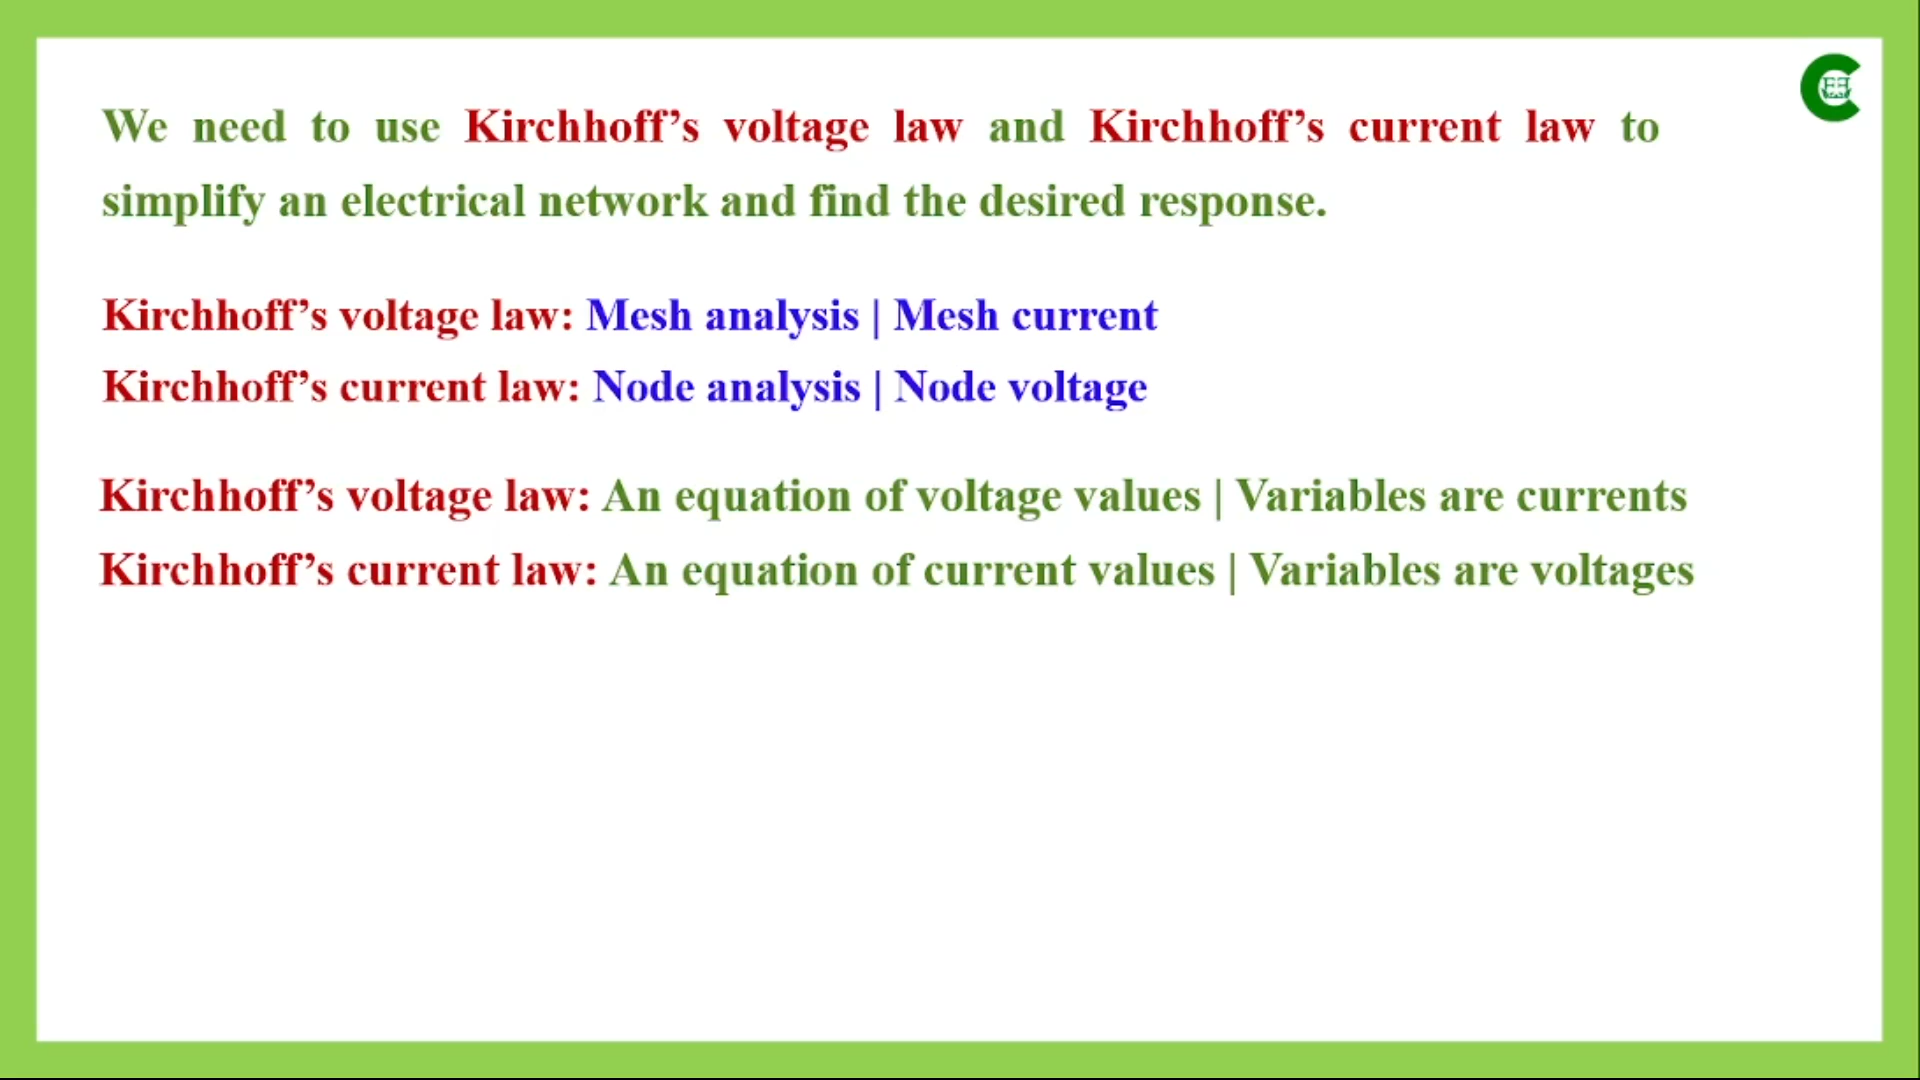 We need to use Kirchhoff’s voltage law and Kirchhoff’s current law to
simplify an electrical network and find the desired response.
Kirchhoff’s voltage law: Mesh analysis | Mesh current
Kirchhoff’s current law: Node analysis | Node voltage
Kirchhoff’s voltage law: An equation of voltage values | Variables are currents
Kirchhoff’s current law: An equation of current values | Variables are voltages